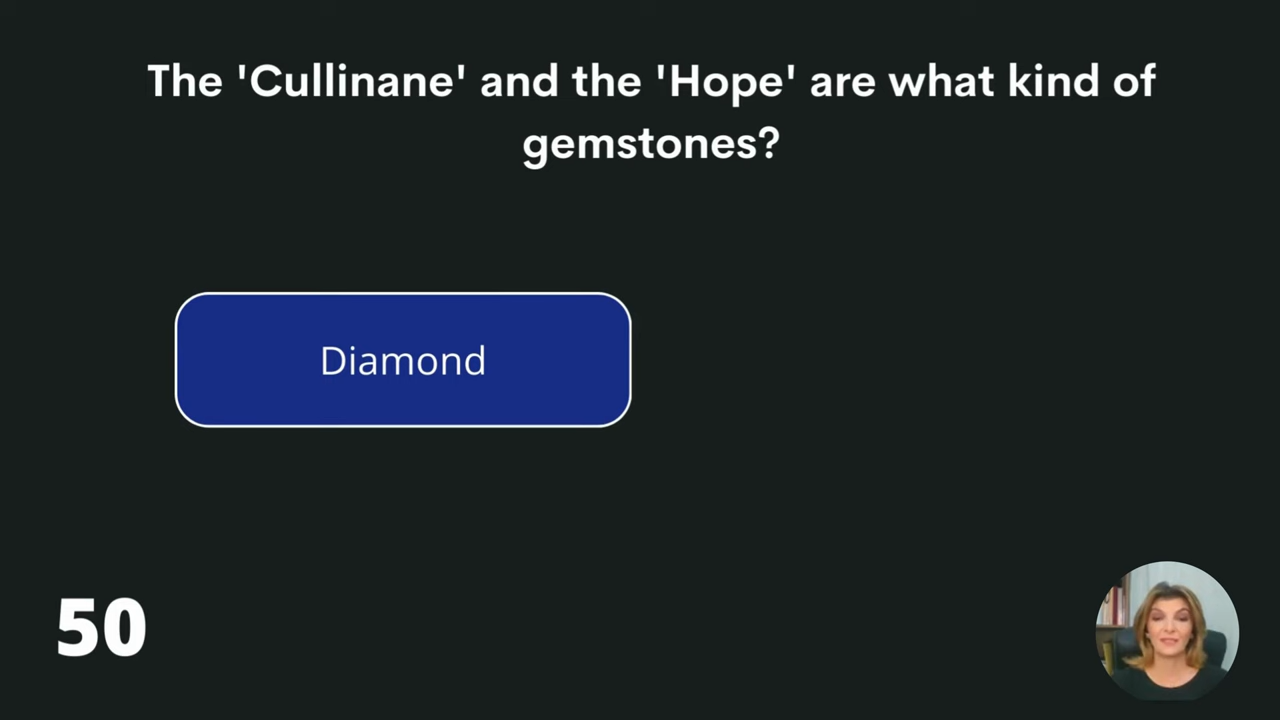 The 'Cullinane' and the 'Hope' are what kind of
gemstones?
Diamond
50